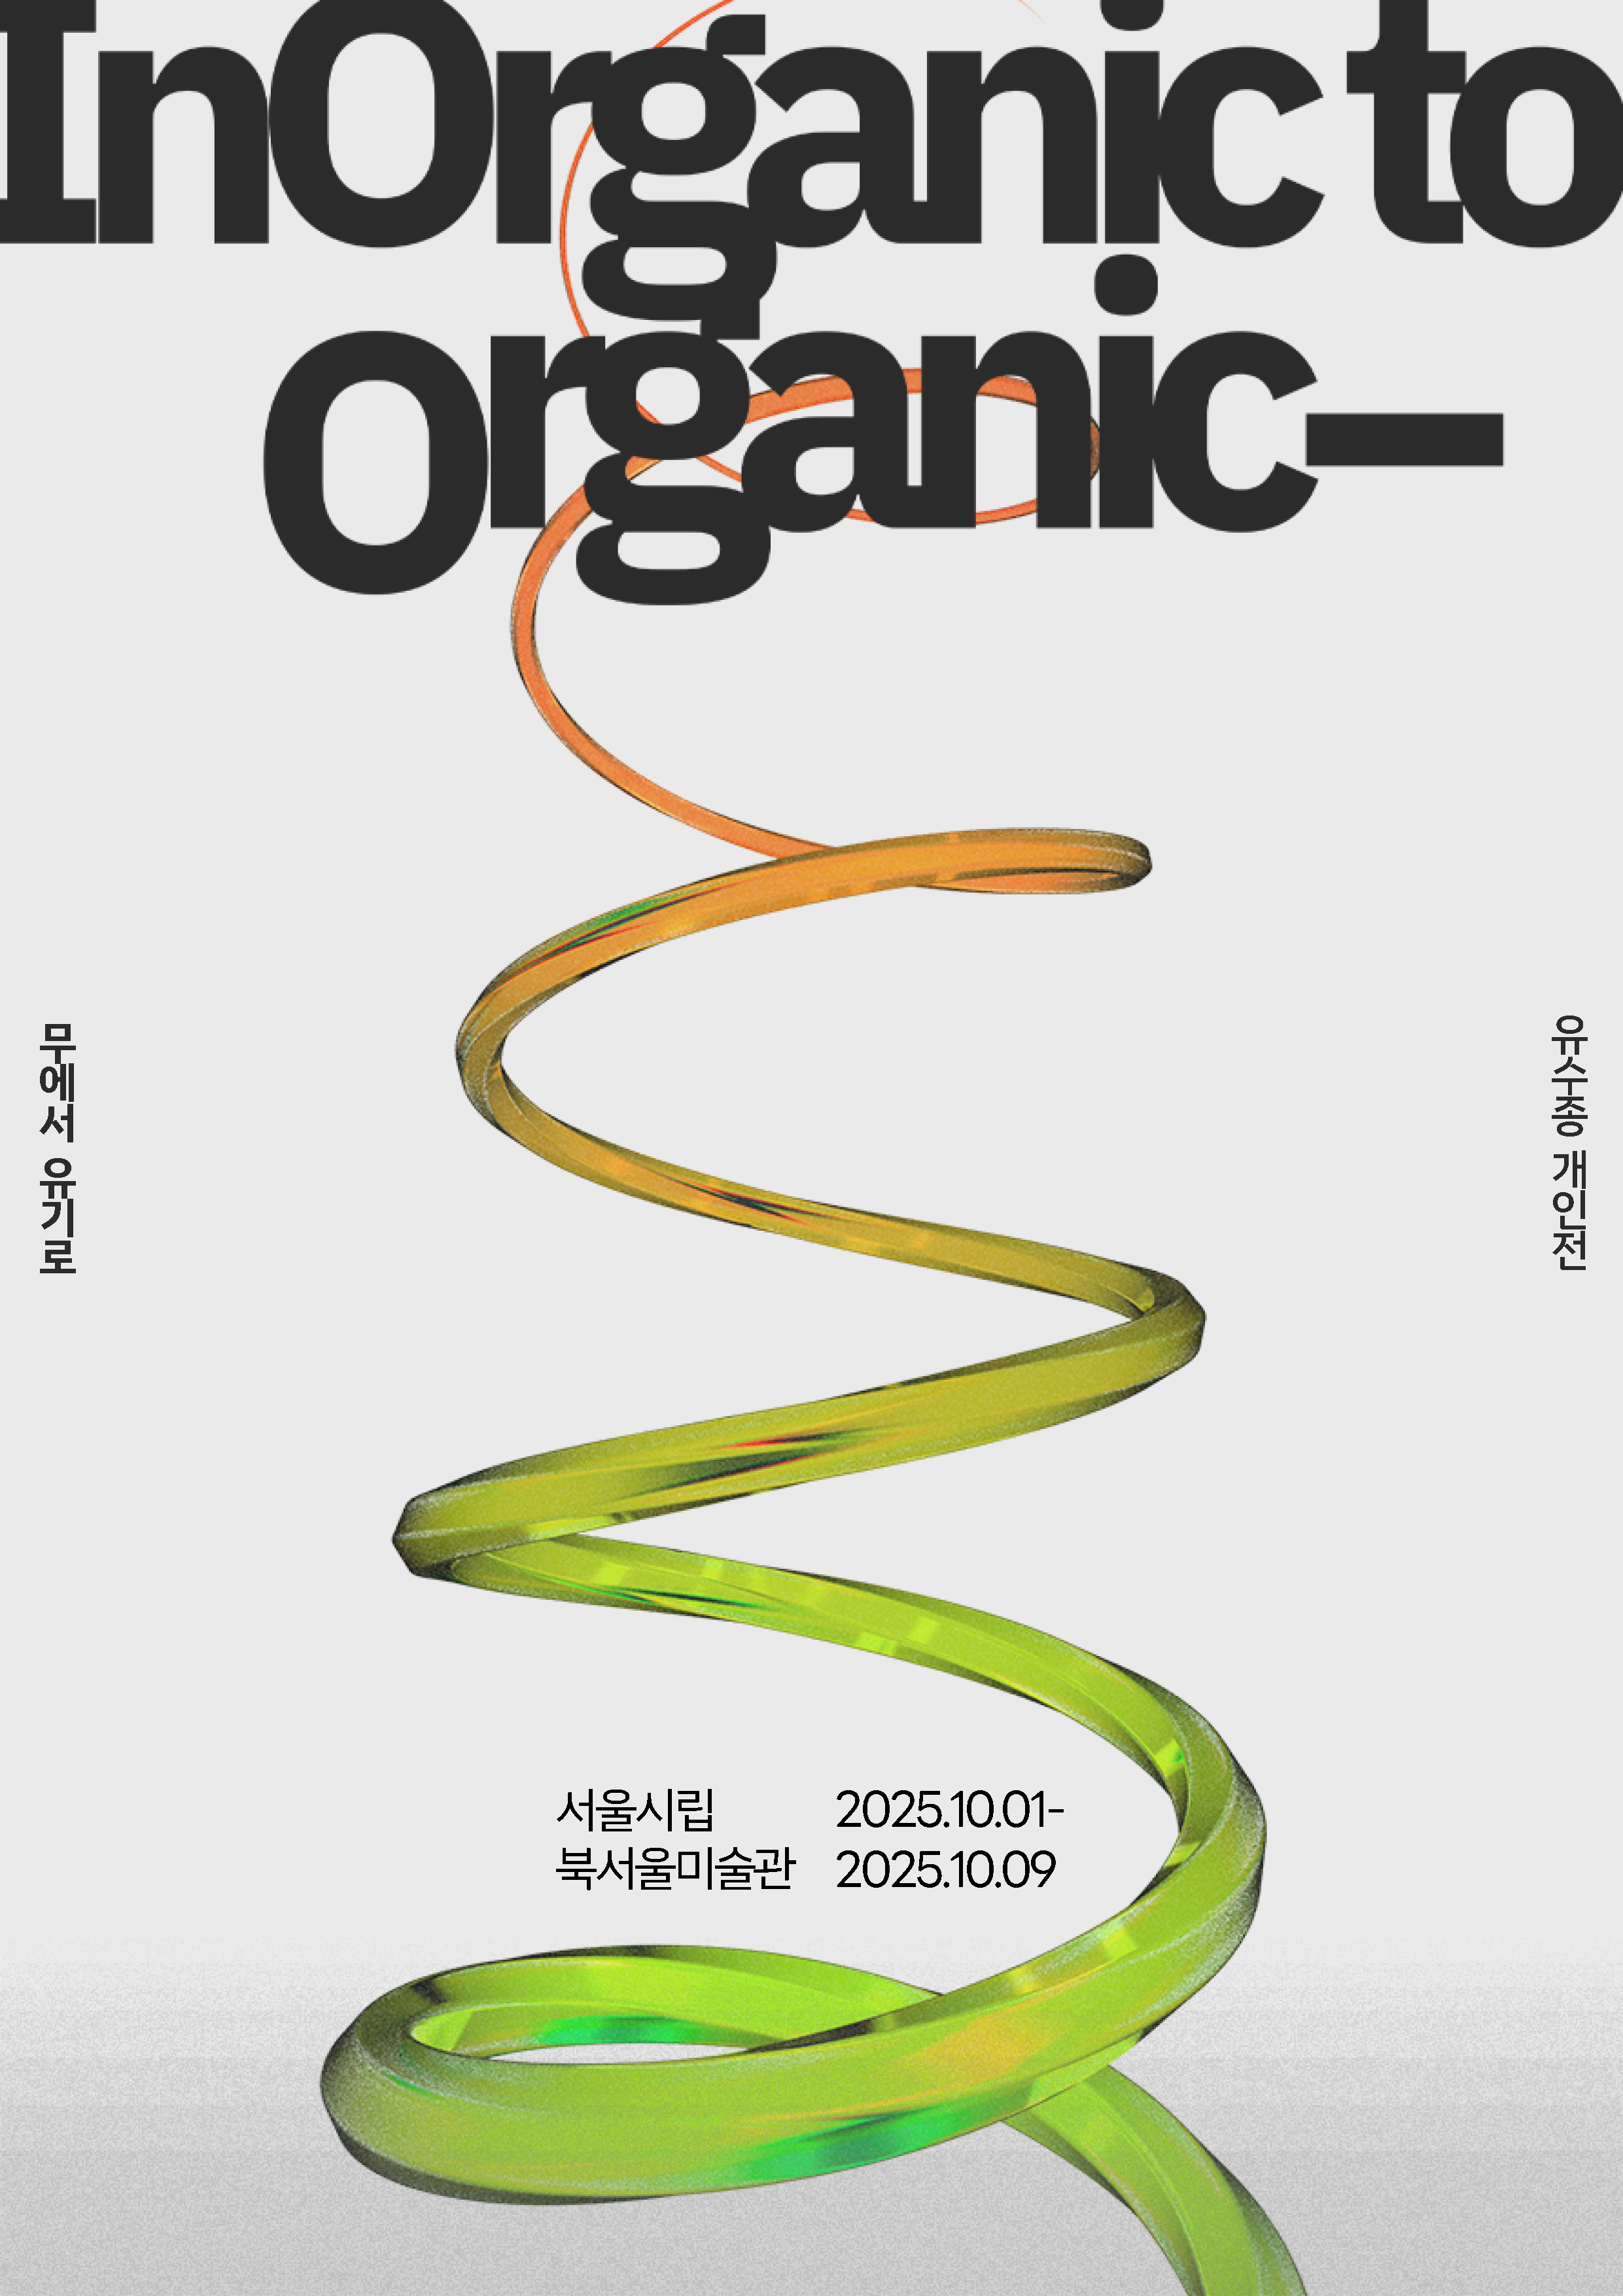 InOrganic to
Organic—
무에서 유기로
유수종 개인전
서울시립
북서울미술관
2025.10.01-
2025.10.09